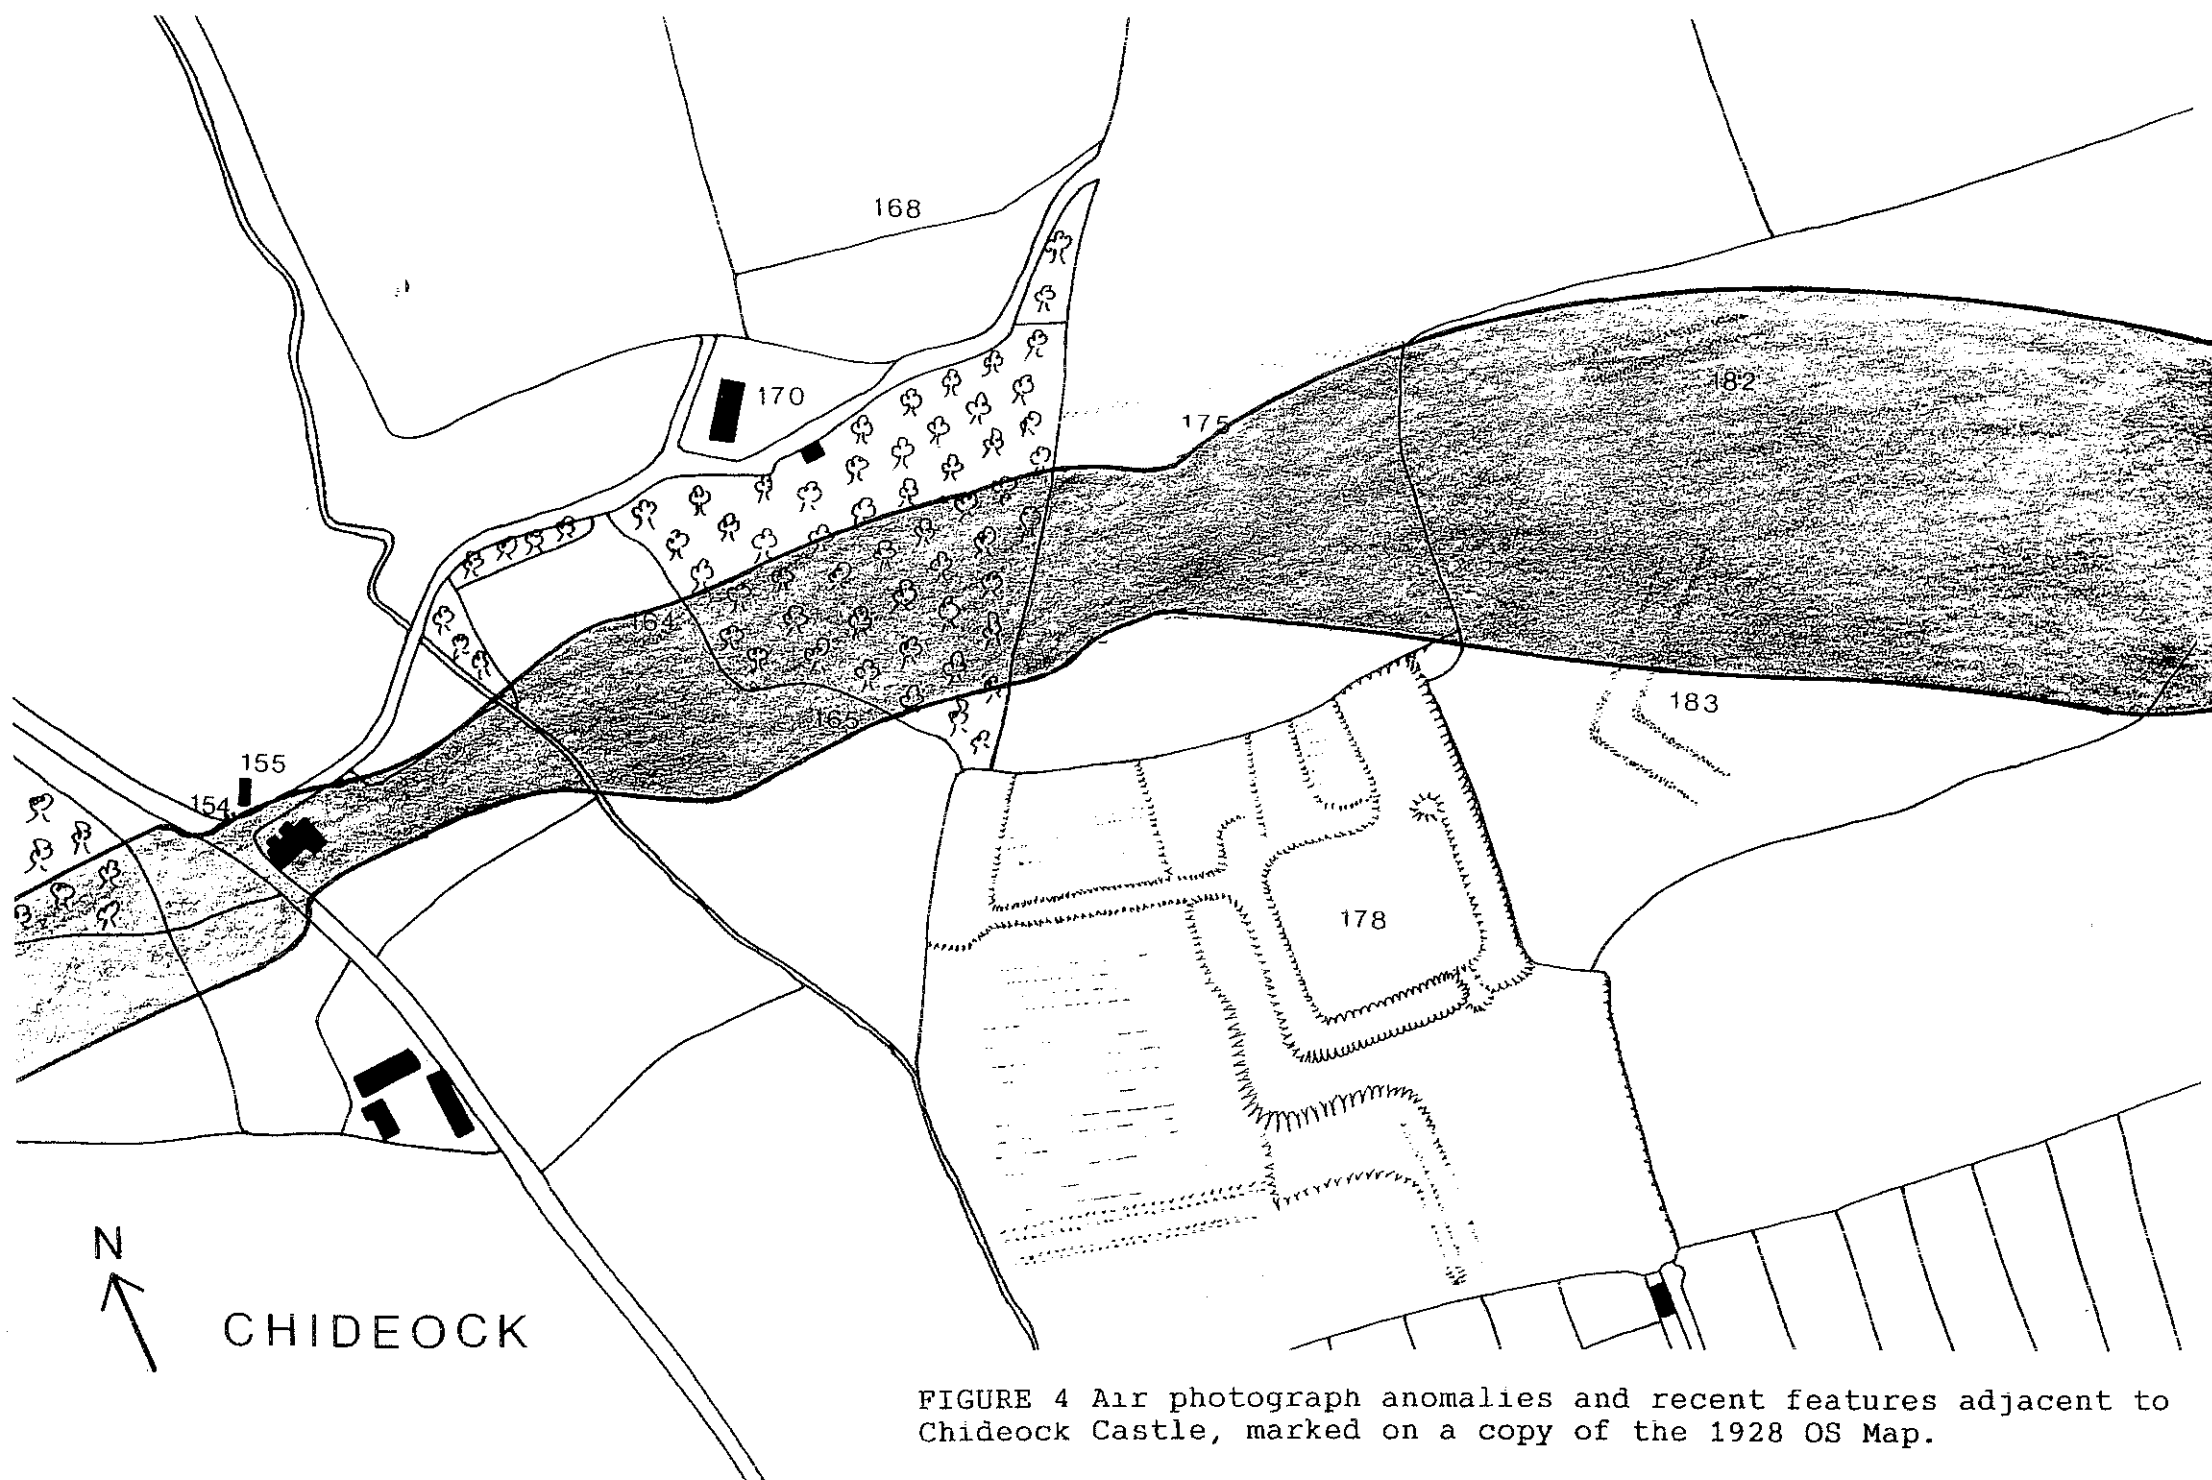 168
170
175
182
164
165
183
155
154
178
N
CHIDEOCK
FIGURE 4 Air photograph anomalies and recent features adjacent to
Chideock Castle, marked on a copy of the 1928 OS Map.